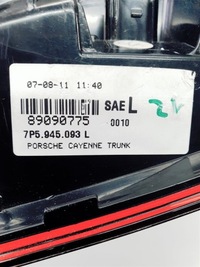 07-08-11 11:40
SAE L
89090775 0010
7P5.945.093 L
PORSCHE CAYENNE TRUNK